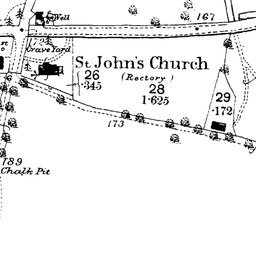 Well
167
172
Grave Yard
St. John's Church
(Rectory)
26
.345
28
1.625
29
.172
173
189
Chalk Pit